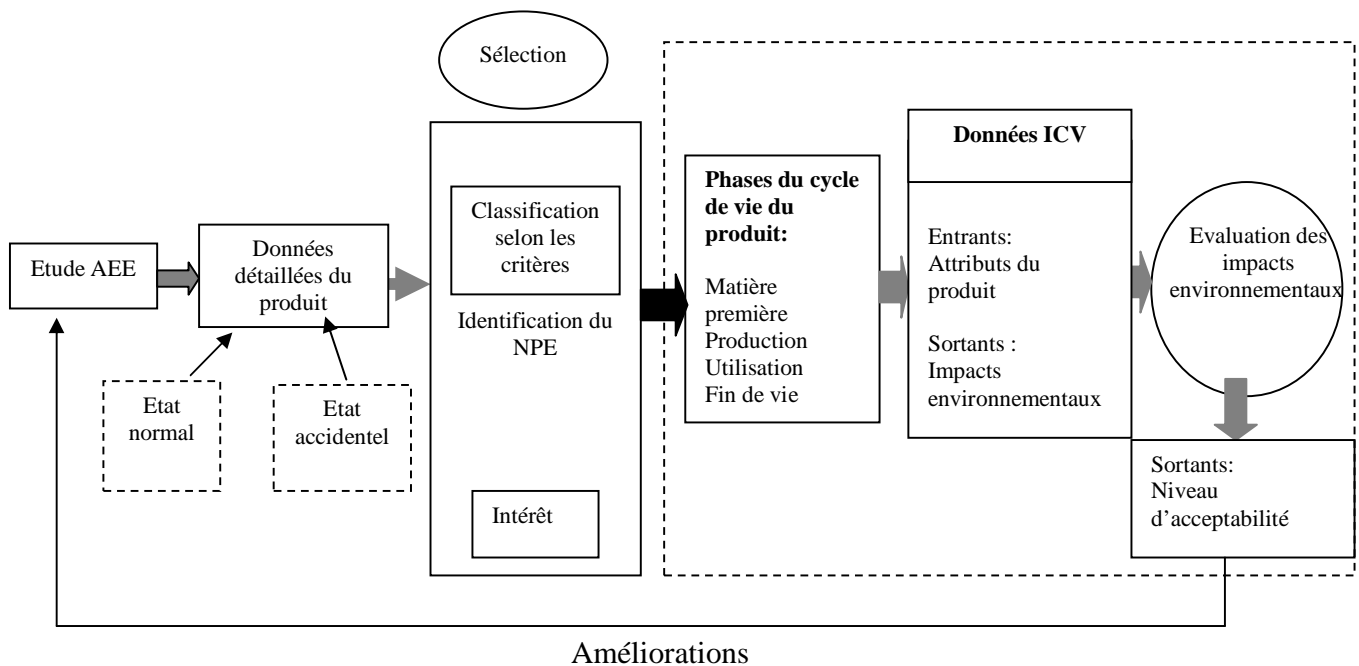 Sélection
Etude AEE
Données
détaillées du
produit
Etat
normal
Etat
accidentel
Classification
selon les
critères
Identification du
NPE
Intérêt
Phases du cycle
de vie du
produit:
Matière
première
Production
Utilisation
Fin de vie
Données ICV
Entrants:
Attributs du
produit
Sortants :
Impacts
environnementaux
Evaluation des
impacts
environnementaux
Sortants:
Niveau
d’acceptabilité
Améliorations